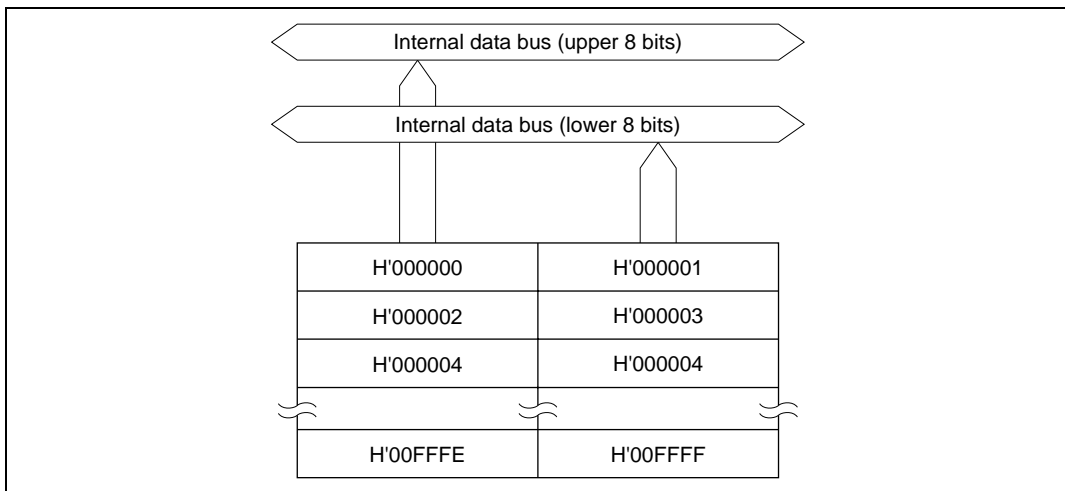 Internal data bus (upper 8 bits)
Internal data bus (lower 8 bits)
H'000000 H'000001
H'000002 H'000003
H'000004 H'000004
H'00FFFE H'00FFFF